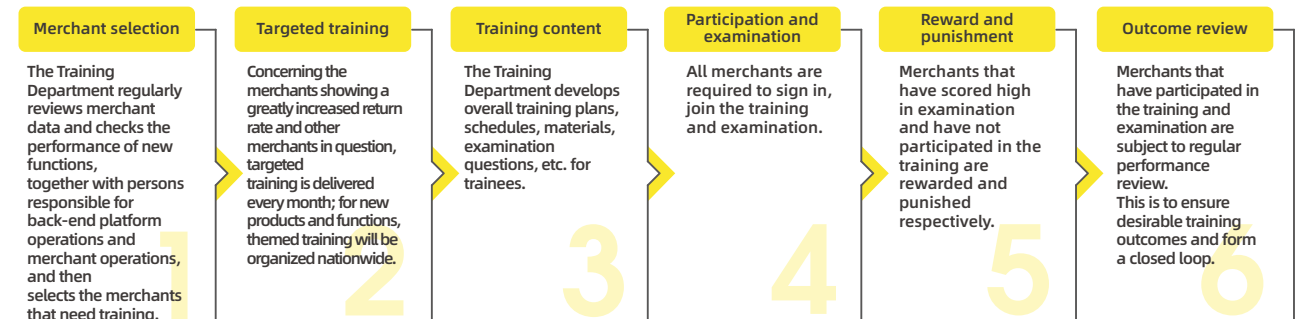 Merchant selection
The Training
Department regularly
reviews merchant
data and checks the
performance of new
functions,
together with persons
responsible for
back-end platform
operations and
merchant operations,
and then
selects the merchants
that need training.
1
Targeted training
Concerning the
merchants showing a
greatly increased return
rate and other
merchants in question,
targeted
training is delivered
every month; for new
products and functions,
themed training will be
organized nationwide.
2
Training content
The Training
Department develops
overall training plans,
schedules, materials,
examination
questions, etc. for
trainees.
3
Participation and
examination
All merchants are
required to sign in,
join the training
and examination.
4
Reward and
punishment
Merchants that
have scored high
in examination
and have not
participated in the
training are
rewarded and
punished
respectively.
5
Outcome review
Merchants that
have participated in
the training and
examination are
subject to regular
performance
review.
This is to ensure
desirable training
outcomes and form
a closed loop.
6